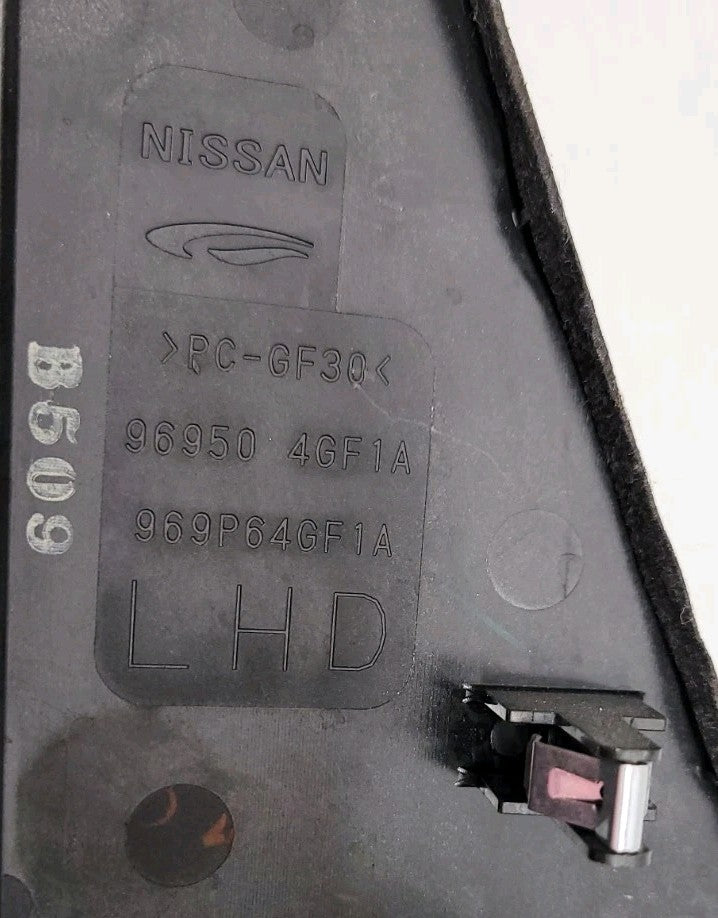 NISSAN
>PC-GF30<
96950 4GF1A
969P64GF1A
LHD
B509